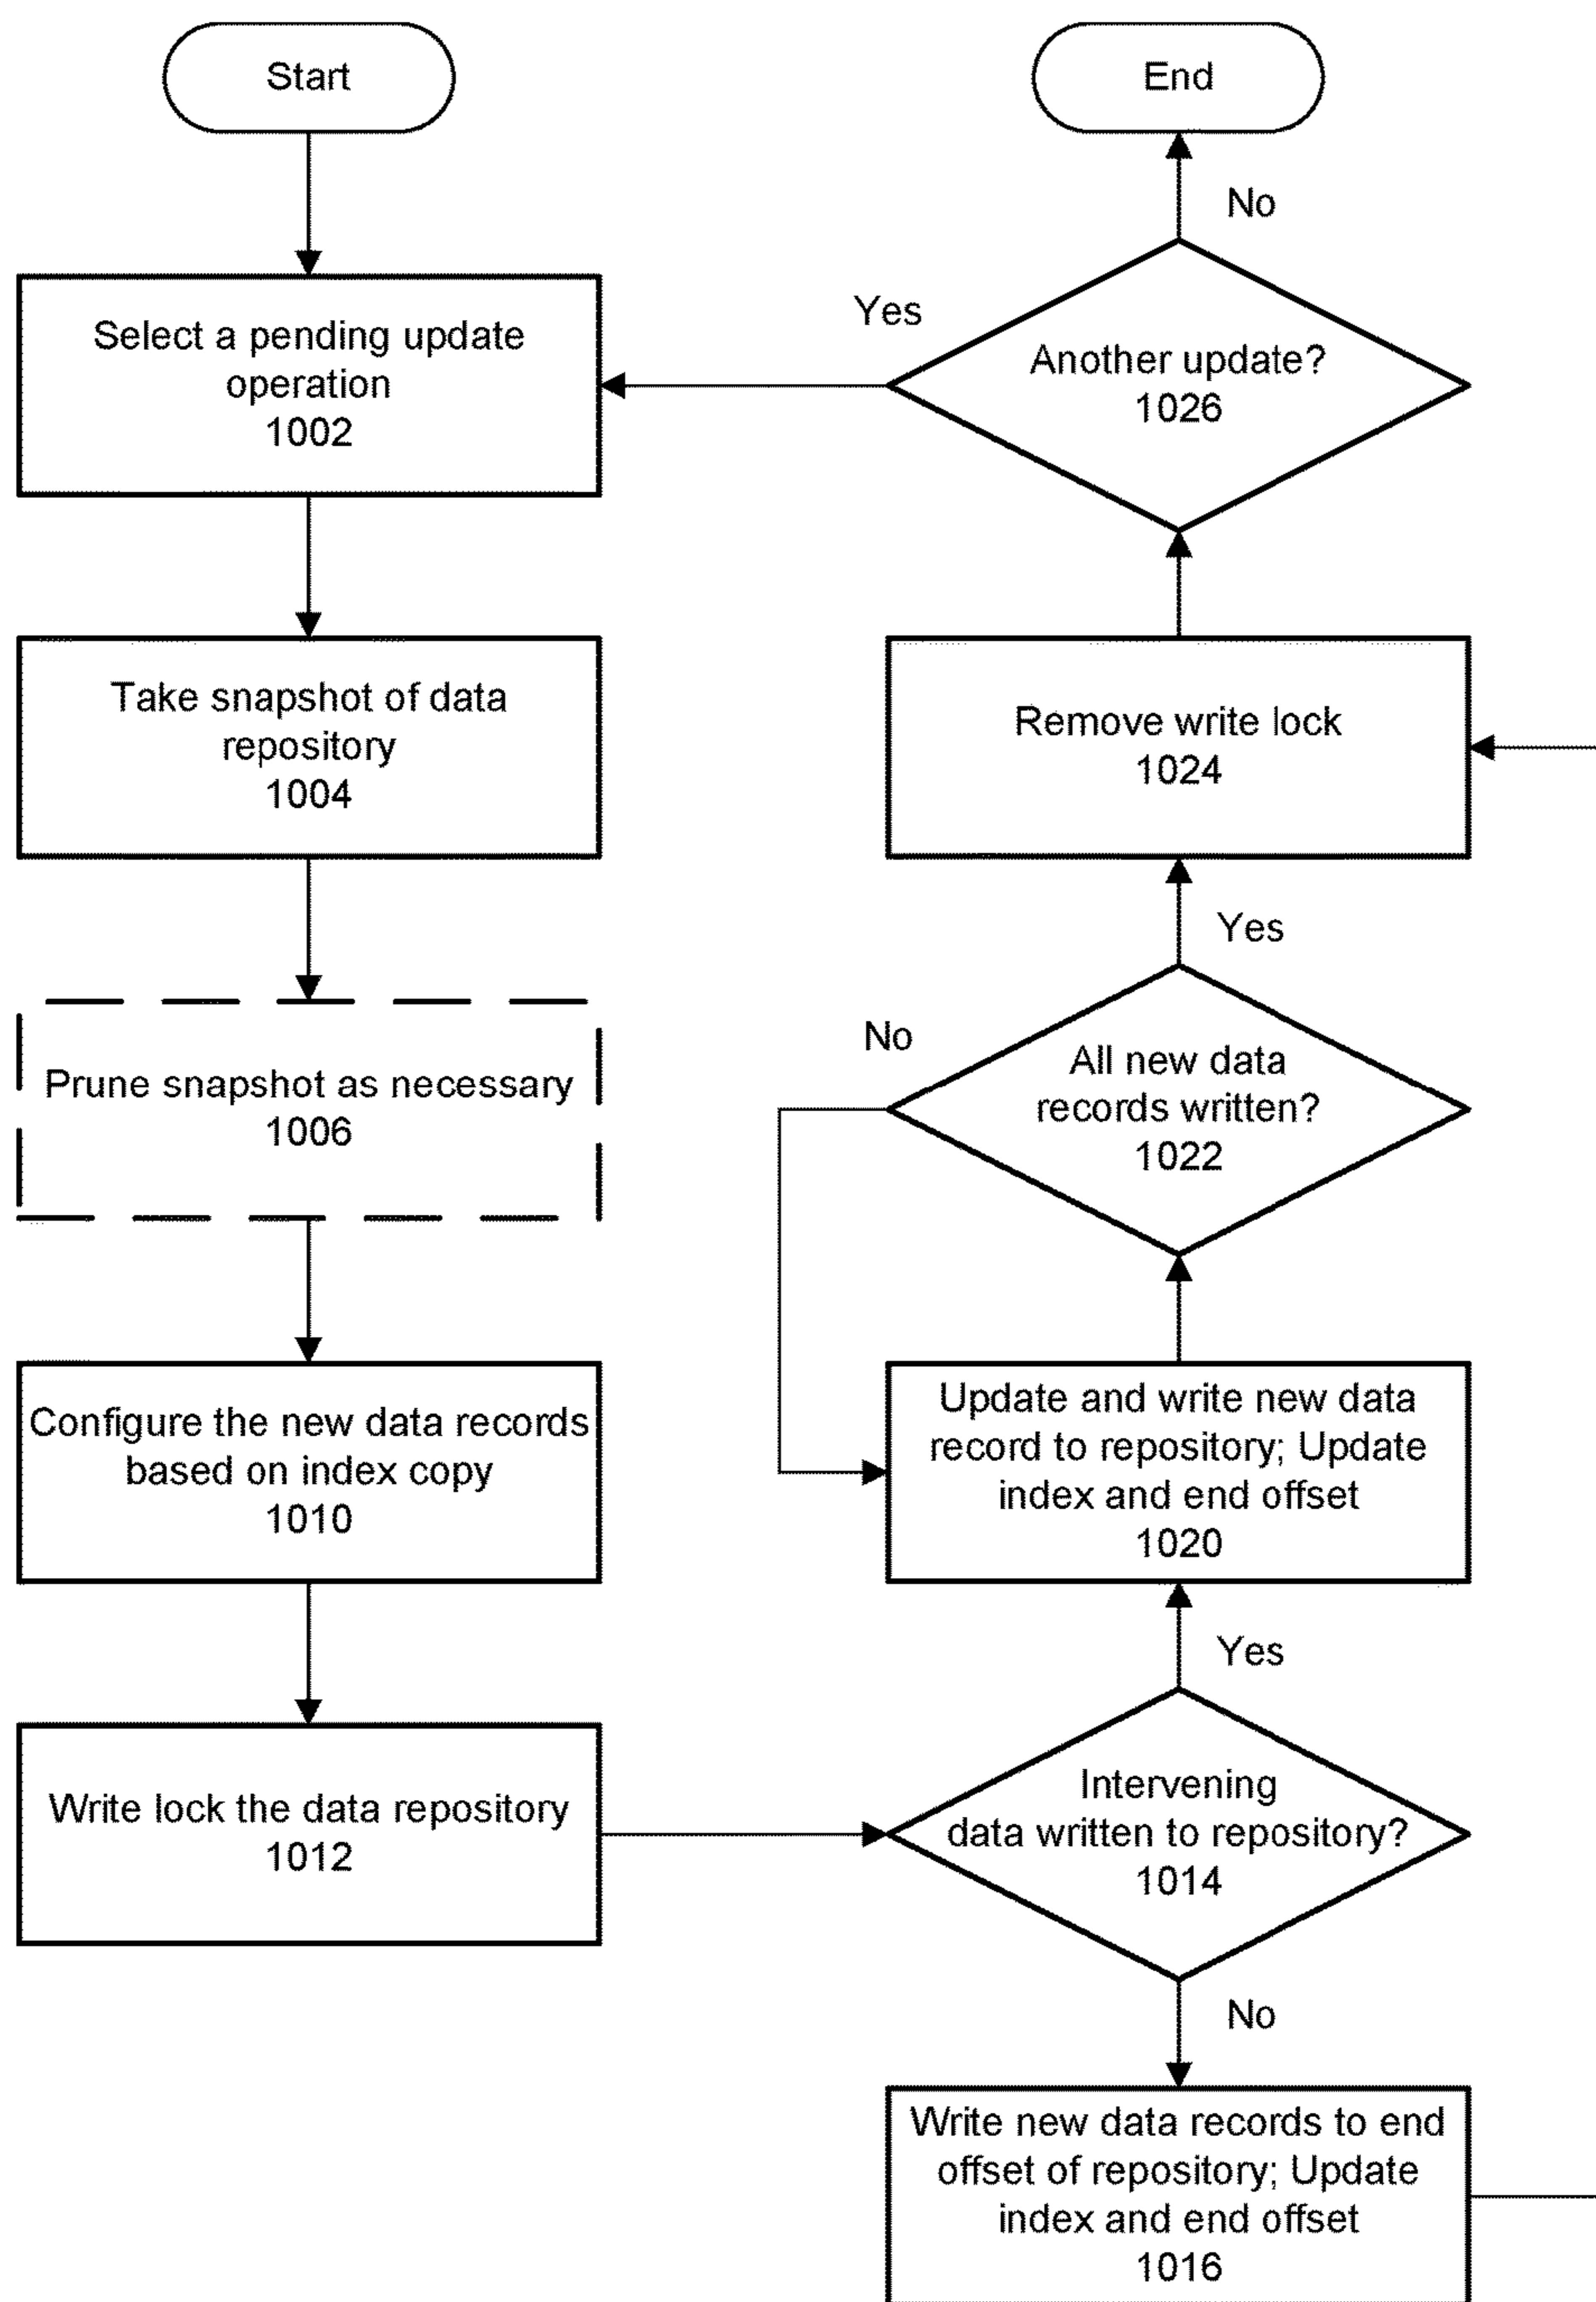 Start
Select a pending update
operation
1002
Take snapshot of data
repository
1004
Prune snapshot as necessary
1006
Configure the new data records
based on index copy
1010
Write lock the data repository
1012
End
No
Yes
Another update?
1026
Remove write lock
1024
Yes
No
All new data
records written?
1022
Update and write new data
record to repository; Update
index and end offset
1020
Yes
Intervening
data written to repository?
1014
No
Write new data records to end
offset of repository; Update
index and end offset
1016